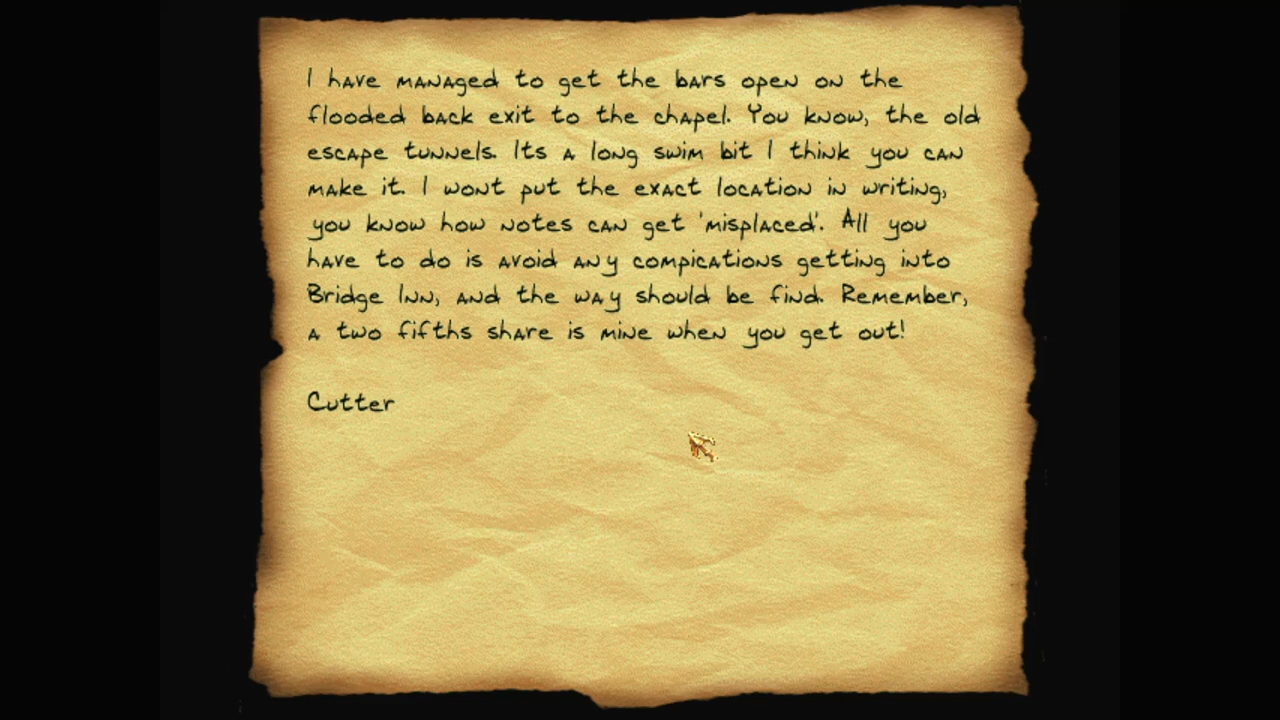 I have managed to get the bars open on the
flooded back exit to the chapel. You know, the old
escape tunnels. Its a long swim bit I think you can
make it. I wont put the exact location in writing,
you know how notes can get 'misplaced'. All you
have to do is avoid any compications getting into
Bridge Inn, and the way should be find. Remember,
a two fifths share is mine when you get out!
Cutter